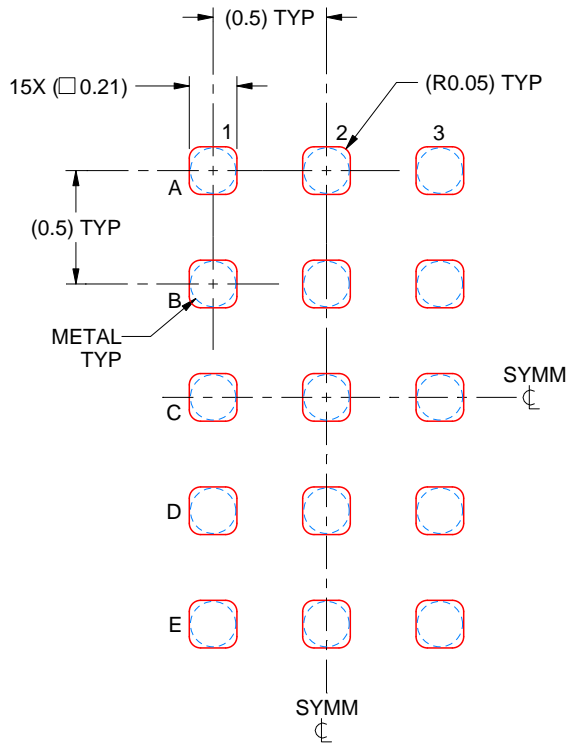 (0.5) TYP
15X (□0.21)
(R0.05) TYP
1
2
3
A
(0.5) TYP
B
METAL
TYP
SYMM
℄
C
D
E
SYMM
℄